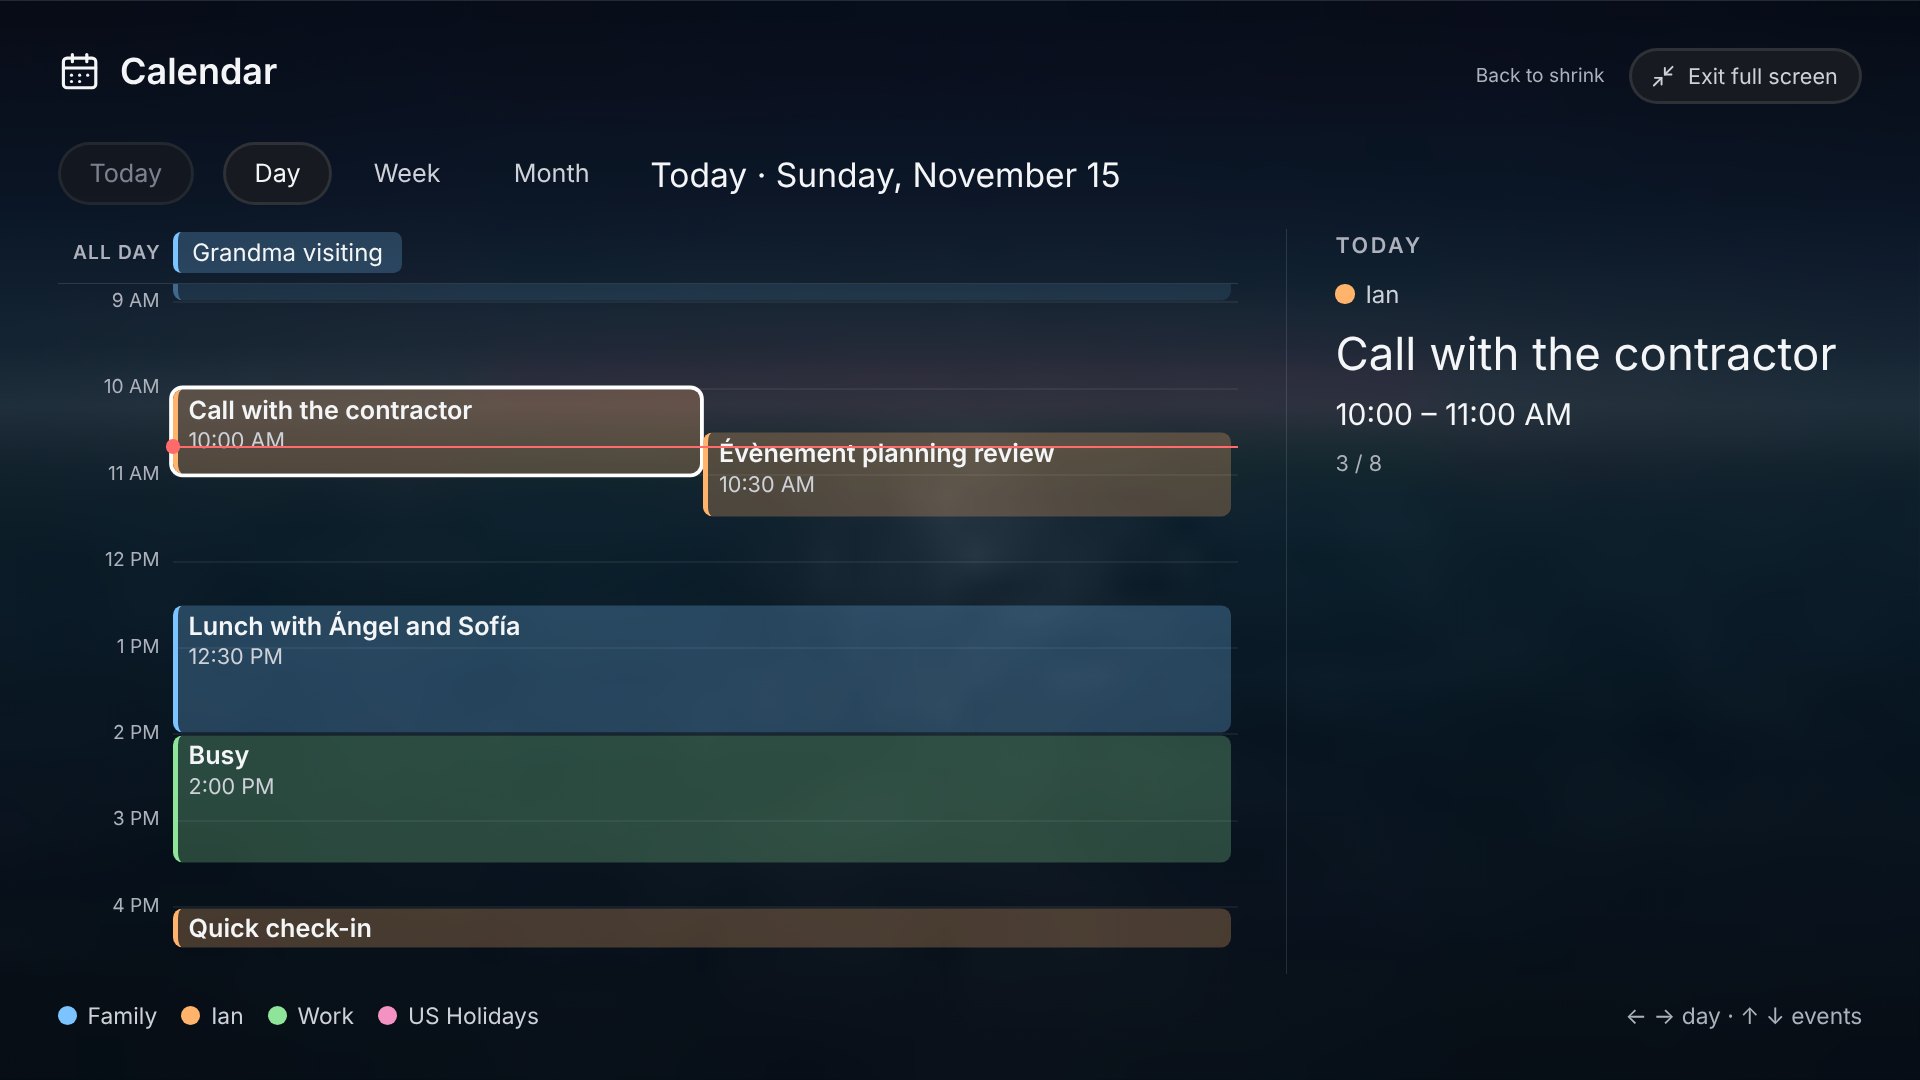 Calendar
Back to shrink
Exit full screen
Today
Day
Week
Month
Today · Sunday, November 15
ALL DAY
Grandma visiting
9 AM
10 AM
Call with the contractor
10:00 AM
Évènement planning review
10:30 AM
11 AM
12 PM
Lunch with Ángel and Sofía
12:30 PM
1 PM
2 PM
Busy
2:00 PM
3 PM
4 PM
Quick check-in
TODAY
Ian
Call with the contractor
10:00 – 11:00 AM
3 / 8
Family
Ian
Work
US Holidays
← → day · ↑ ↓ events